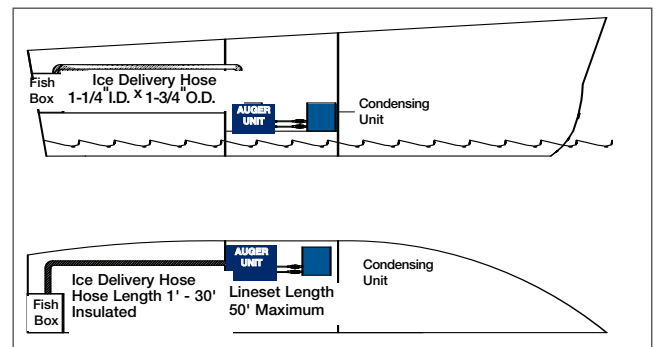 Fish
Box
Ice Delivery Hose
1-1/4"I.D. x 1-3/4"O.D.
AUGER
UNIT
Condensing
Unit
AUGER
UNIT
Ice Delivery Hose
Hose Length 1' - 30'
Insulated
Lineset Length
50' Maximum
Condensing
Unit
Fish
Box